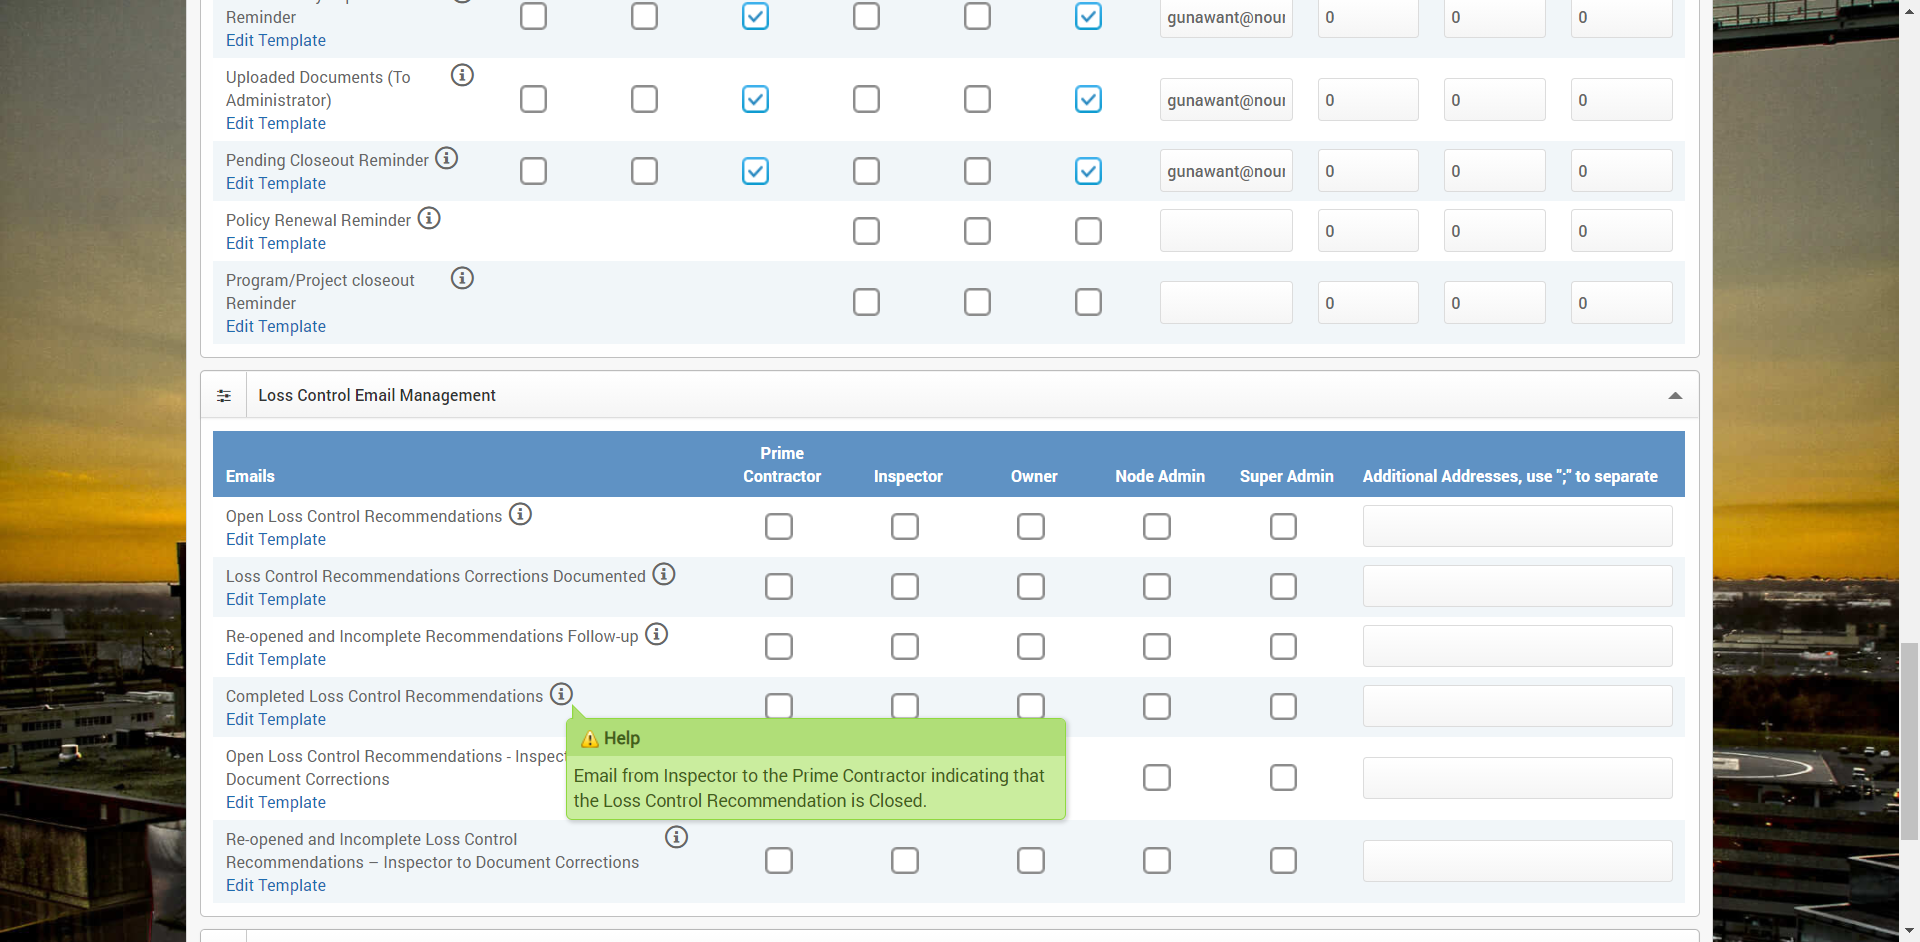 Reminder
Edit Template
gunawant@nou
0
0
0
Uploaded Documents (To
Administrator)
Edit Template
gunawant@nou
0
0
0
Pending Closeout Reminder
Edit Template
gunawant@nou
0
0
0
Policy Renewal Reminder
Edit Template
0
0
0
Program/Project closeout
Reminder
Edit Template
0
0
0
Loss Control Email Management
Emails
Prime
Contractor
Inspector
Owner
Node Admin
Super Admin
Additional Addresses, use ";" to separate
Open Loss Control Recommendations
Edit Template
Loss Control Recommendations Corrections Documented
Edit Template
Re-opened and Incomplete Recommendations Follow-up
Edit Template
Completed Loss Control Recommendations
Edit Template
Help
Email from Inspector to the Prime Contractor indicating that
the Loss Control Recommendation is Closed.
Open Loss Control Recommendations - Inspect
Document Corrections
Edit Template
Re-opened and Incomplete Loss Control
Recommendations – Inspector to Document Corrections
Edit Template